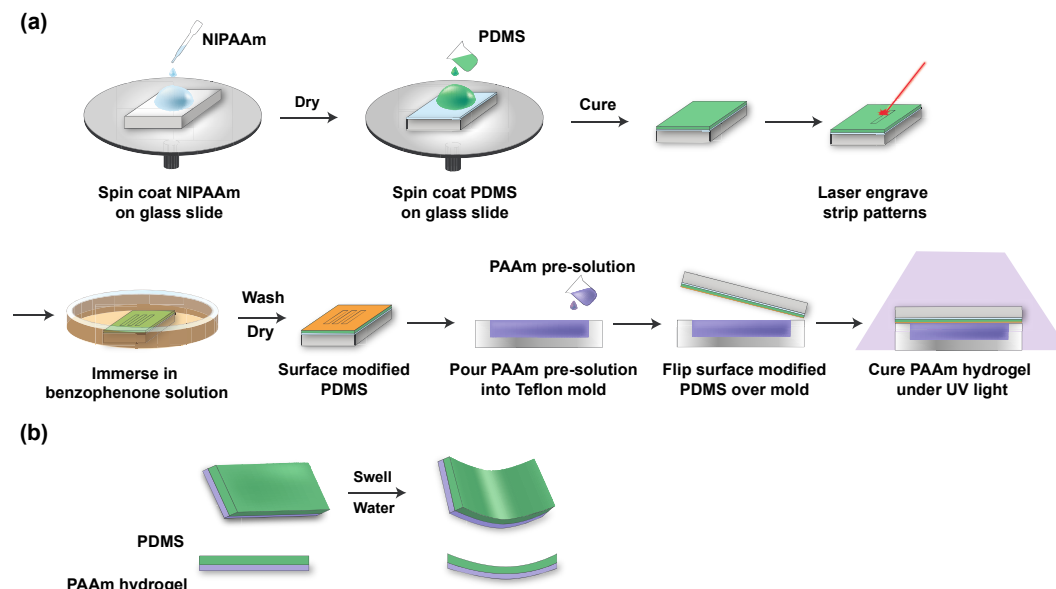 (a)
NIPAAm
PDMS
Dry
Cure
Spin coat NIPAAm
on glass slide
Spin coat PDMS
on glass slide
Laser engrave
strip patterns
PAAm pre-solution
Wash
Dry
Immerse in
benzophenone solution
Surface modified
PDMS
Pour PAAm pre-solution
into Teflon mold
Flip surface modified
PDMS over mold
Cure PAAm hydrogel
under UV light
(b)
Swell
Water
PDMS
PAAm hydrogel